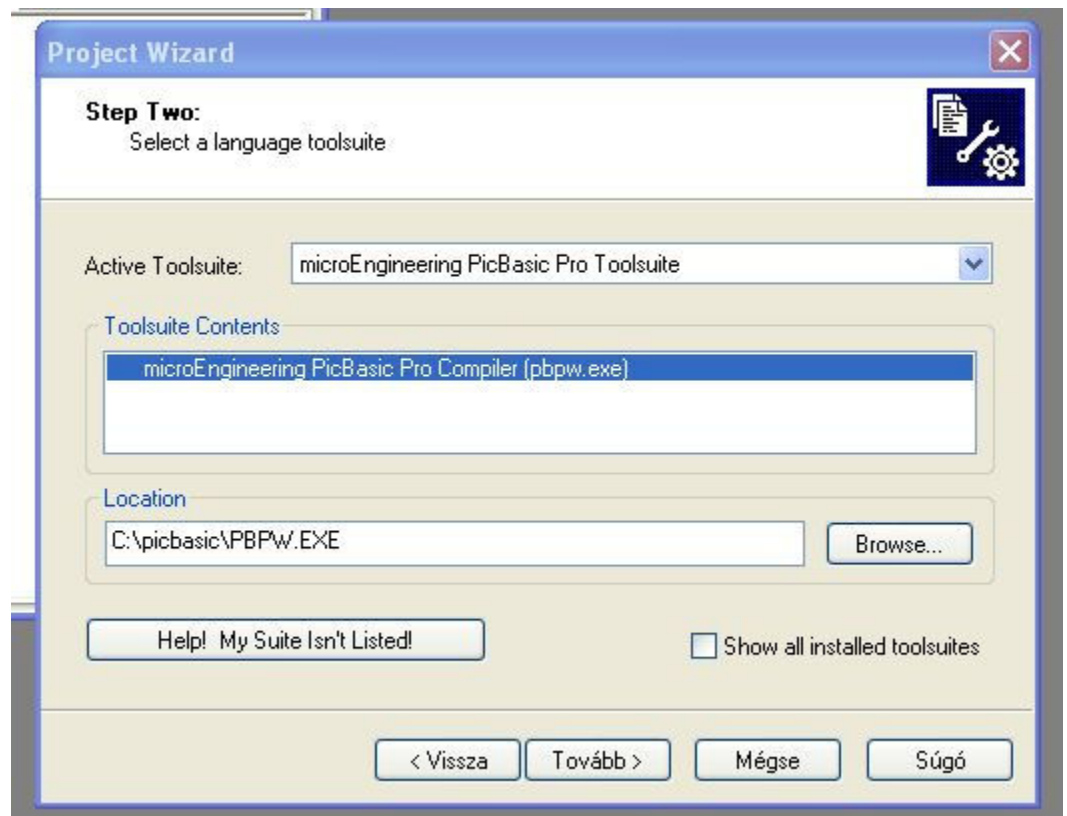 Project Wizard
Step Two:
Select a language toolsuite
Active Toolsuite:
microEngineering PicBasic Pro Toolsuite
Toolsuite Contents
microEngineering PicBasic Pro Compiler (pbpw.exe)
Location
C:\picbasic\PBPW.EXE
Browse...
Help! My Suite Isn't Listed!
Show all installed toolsuites
< Vissza
Tovább >
Mégse
Súgó